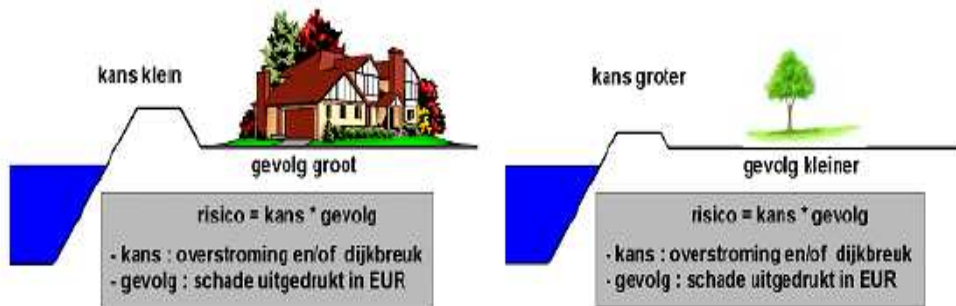 kans klein
gevolg groot
risico = kans * gevolg
- kans : overstroming en/of dijkbreuk
- gevolg : schade uitgedrukt in EUR
kans groter
gevolg kleiner
risico = kans * gevolg
- kans : overstroming en/of dijkbreuk
- gevolg : schade uitgedrukt in EUR